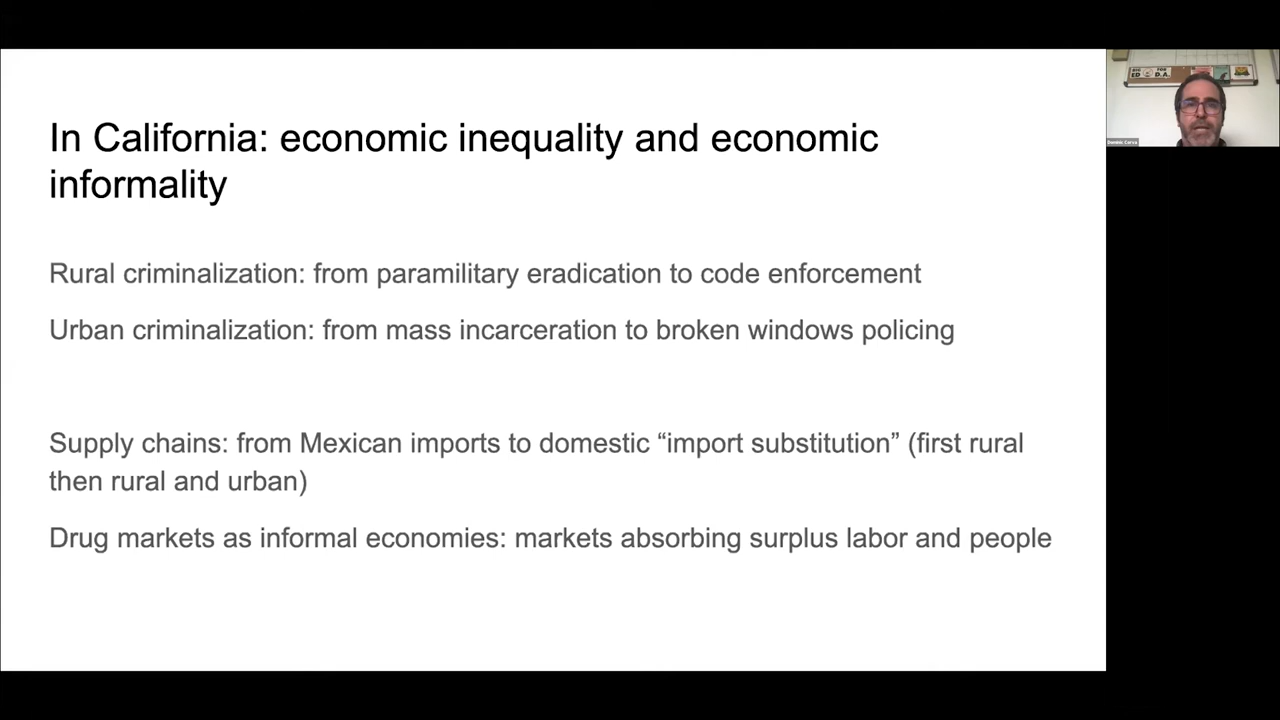 In California: economic inequality and economic
informality
Rural criminalization: from paramilitary eradication to code enforcement
Urban criminalization: from mass incarceration to broken windows policing
Supply chains: from Mexican imports to domestic “import substitution” (first rural
then rural and urban)
Drug markets as informal economies: markets absorbing surplus labor and people
FOR
D.A.